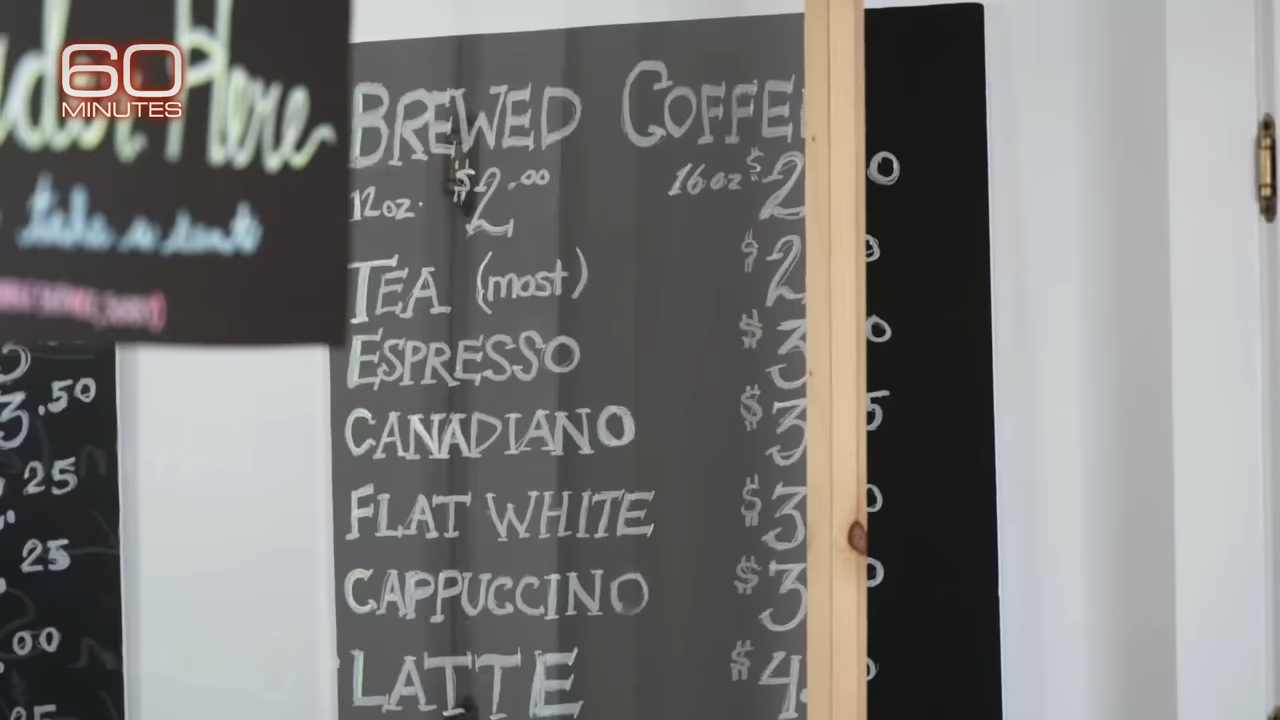 60
MINUTES
Here
BREWED COFFEE
12oz. $2.00 16oz $2
TEA (most) $2
ESPRESSO $3
CANADIANO $3
FLAT WHITE $3
CAPPUCCINO $3
LATTE $4.
3.50
25
25
00